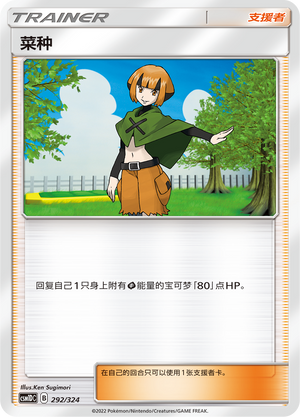 TRAINER 支援者
菜种
回复自己1只身上附有能量的宝可梦「80」点HP。
Illus.Ken Sugimori
CSM1DC B 292/324
在自己的回合只可以使用1张支援者卡。
©2022 Pokémon/Nintendo/Creatures/GAME FREAK.